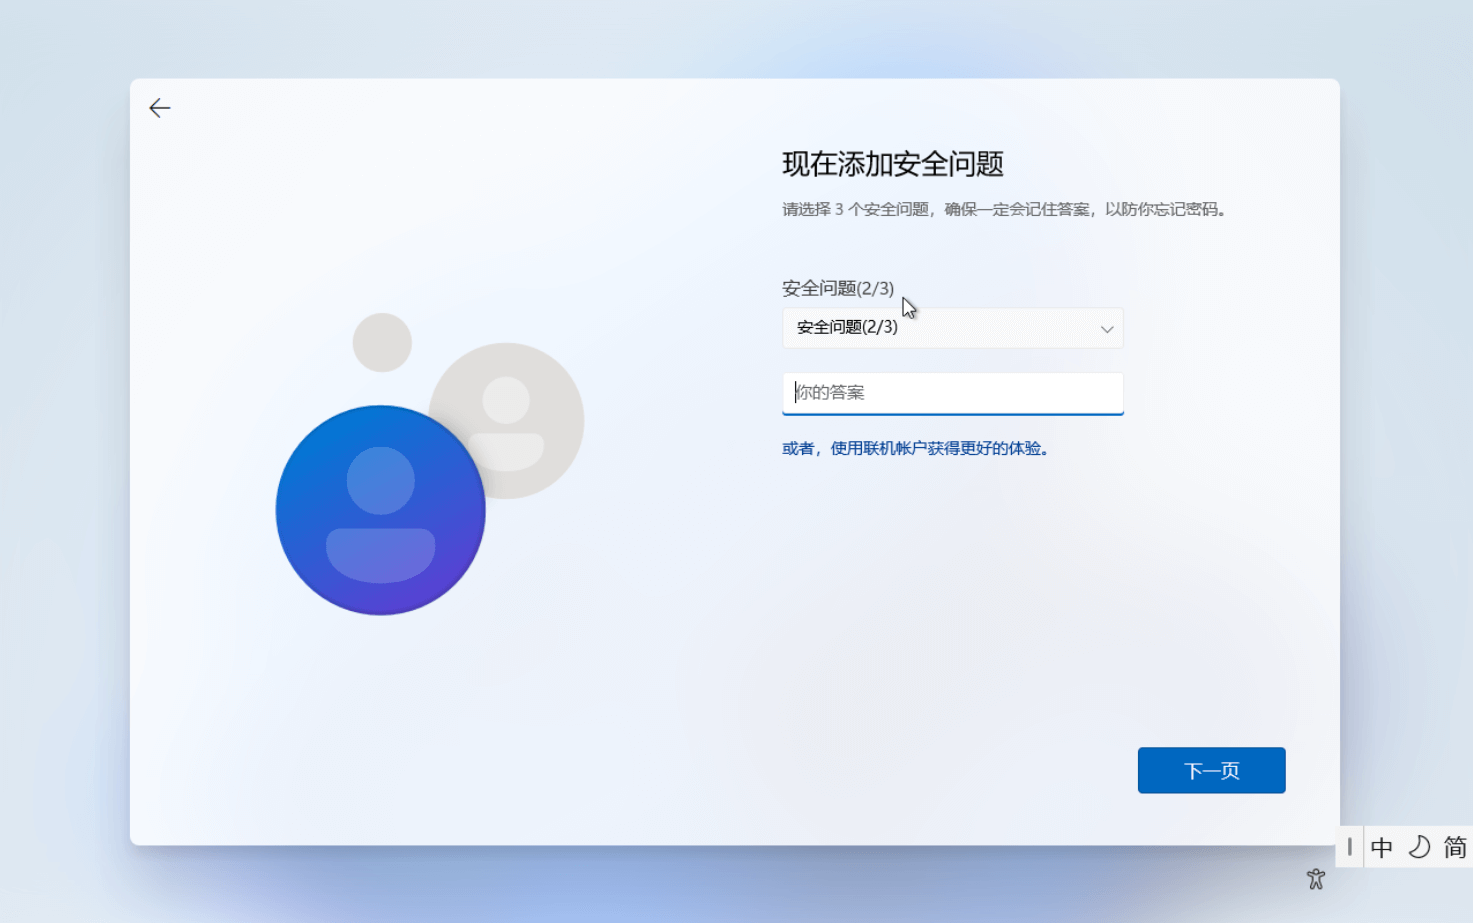 现在添加安全问题
请选择 3 个安全问题，确保一定会记住答案，以防你忘记密码。
安全问题(2/3)
安全问题(2/3)
你的答案
或者，使用联机帐户获得更好的体验。
下一页
中 简